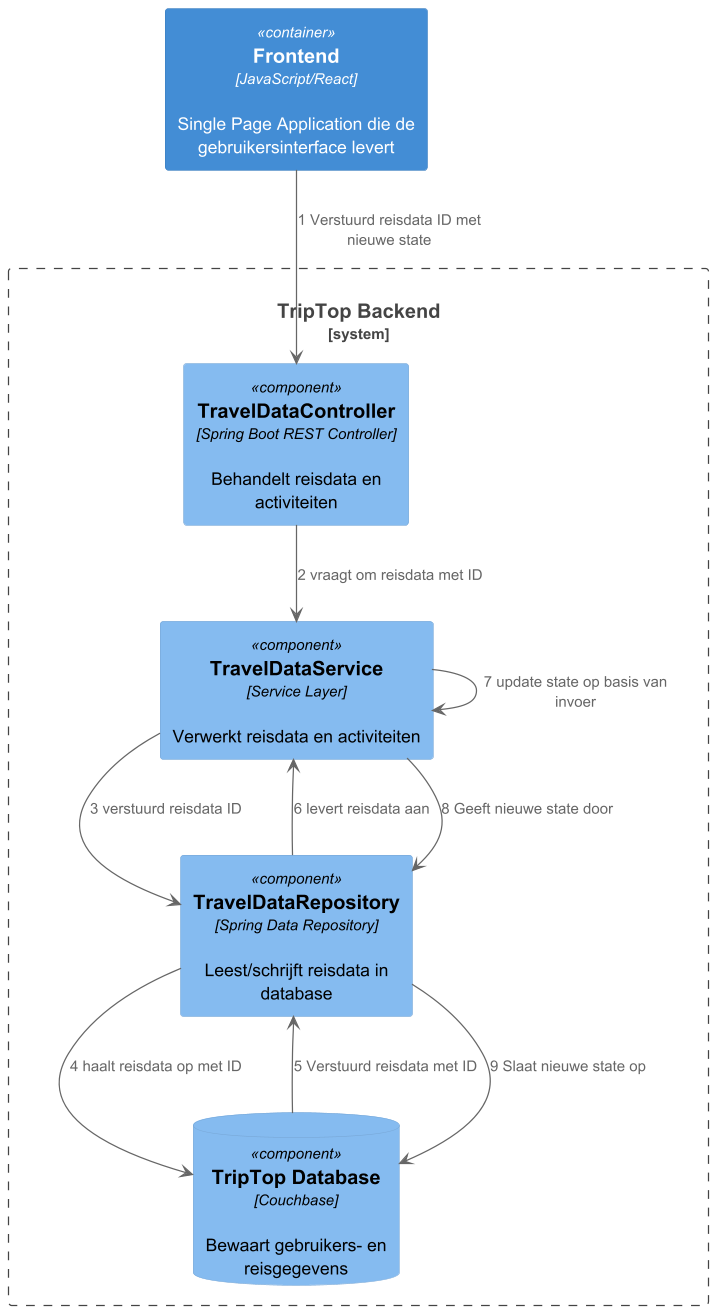 «container»
Frontend
[JavaScript/React]
Single Page Application die de
gebruikersinterface levert
1 Verstuurd reisdata ID met
nieuwe state
TripTop Backend
[system]
«component»
TravelDataController
[Spring Boot REST Controller]
Behandelt reisdata en
activiteiten
2 vraagt om reisdata met ID
«component»
TravelDataService
[Service Layer]
Verwerkt reisdata en activiteiten
7 update state op basis van
invoer
3 verstuurd reisdata ID
6 levert reisdata aan
8 Geeft nieuwe state door
«component»
TravelDataRepository
[Spring Data Repository]
Leest/schrijft reisdata in
database
4 haalt reisdata op met ID
5 Verstuurd reisdata met ID
9 Slaat nieuwe state op
«component»
TripTop Database
[Couchbase]
Bewaart gebruikers- en
reisgegevens